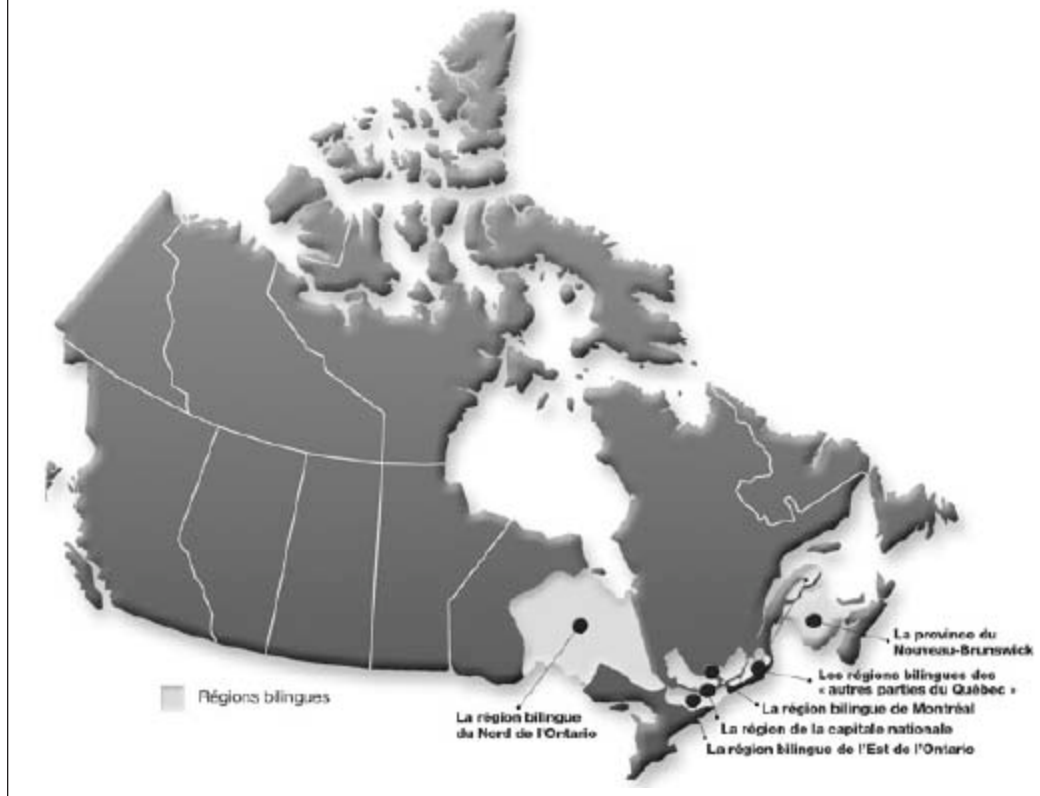 La province du
Nouveau-Brunswick
Les régions bilingues des
« autres parties du Québec »
La région bilingue de Montréal
La région de la capitale nationale
La région bilingue de l'Est de l'Ontario
La région bilingue
du Nord de l'Ontario
Régions bilingues